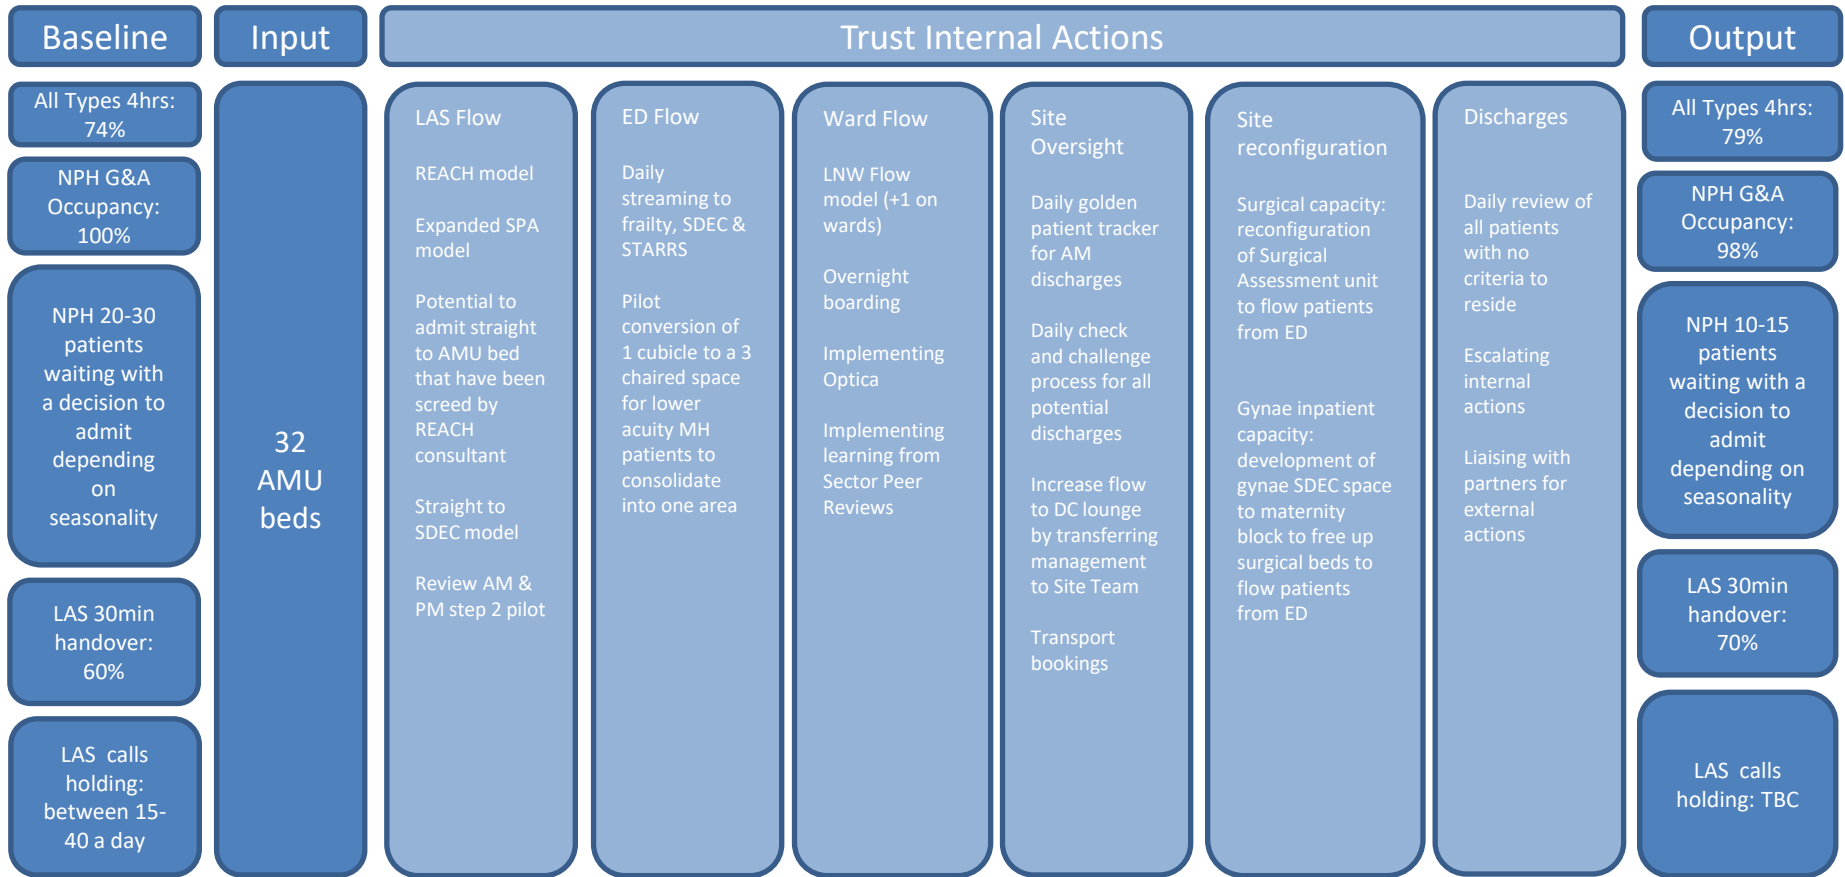 Baseline
Input
Trust Internal Actions
Output
All Types 4hrs:
74%
NPH G&A
Occupancy:
100%
NPH 20-30
patients
waiting with
a decision to
admit
depending
on
seasonality
LAS 30min
handover:
60%
LAS  calls
holding:
between 15-
40 a day
32
AMU
beds
LAS Flow
REACH model
Expanded SPA
model
Potential to
admit straight
to AMU bed
that have been
screed by
REACH
consultant
Straight to
SDEC model
Review AM &
PM step 2 pilot
ED Flow
Daily
streaming to
frailty, SDEC &
STARRS
Pilot
conversion of
1 cubicle to a 3
chaired space
for lower
acuity MH
patients to
consolidate
into one area
Ward Flow
LNW Flow
model (+1 on
wards)
Overnight
boarding
Implementing
Optica
Implementing
learning from
Sector Peer
Reviews
Site
Oversight
Daily golden
patient tracker
for AM
discharges
Daily check
and challenge
process for all
potential
discharges
Increase flow
to DC lounge
by transferring
management
to Site Team
Transport
bookings
Site
reconfiguration
Surgical capacity:
reconfiguration
of Surgical
Assessment unit
to flow patients
from ED
Gynae inpatient
capacity:
development of
gynae SDEC space
to maternity
block to free up
surgical beds to
flow patients
from ED
Discharges
Daily review of
all patients
with no
criteria to
reside
Escalating
internal
actions
Liaising with
partners for
external
actions
All Types 4hrs:
79%
NPH G&A
Occupancy:
98%
NPH 10-15
patients
waiting with a
decision to
admit
depending on
seasonality
LAS 30min
handover:
70%
LAS  calls
holding: TBC